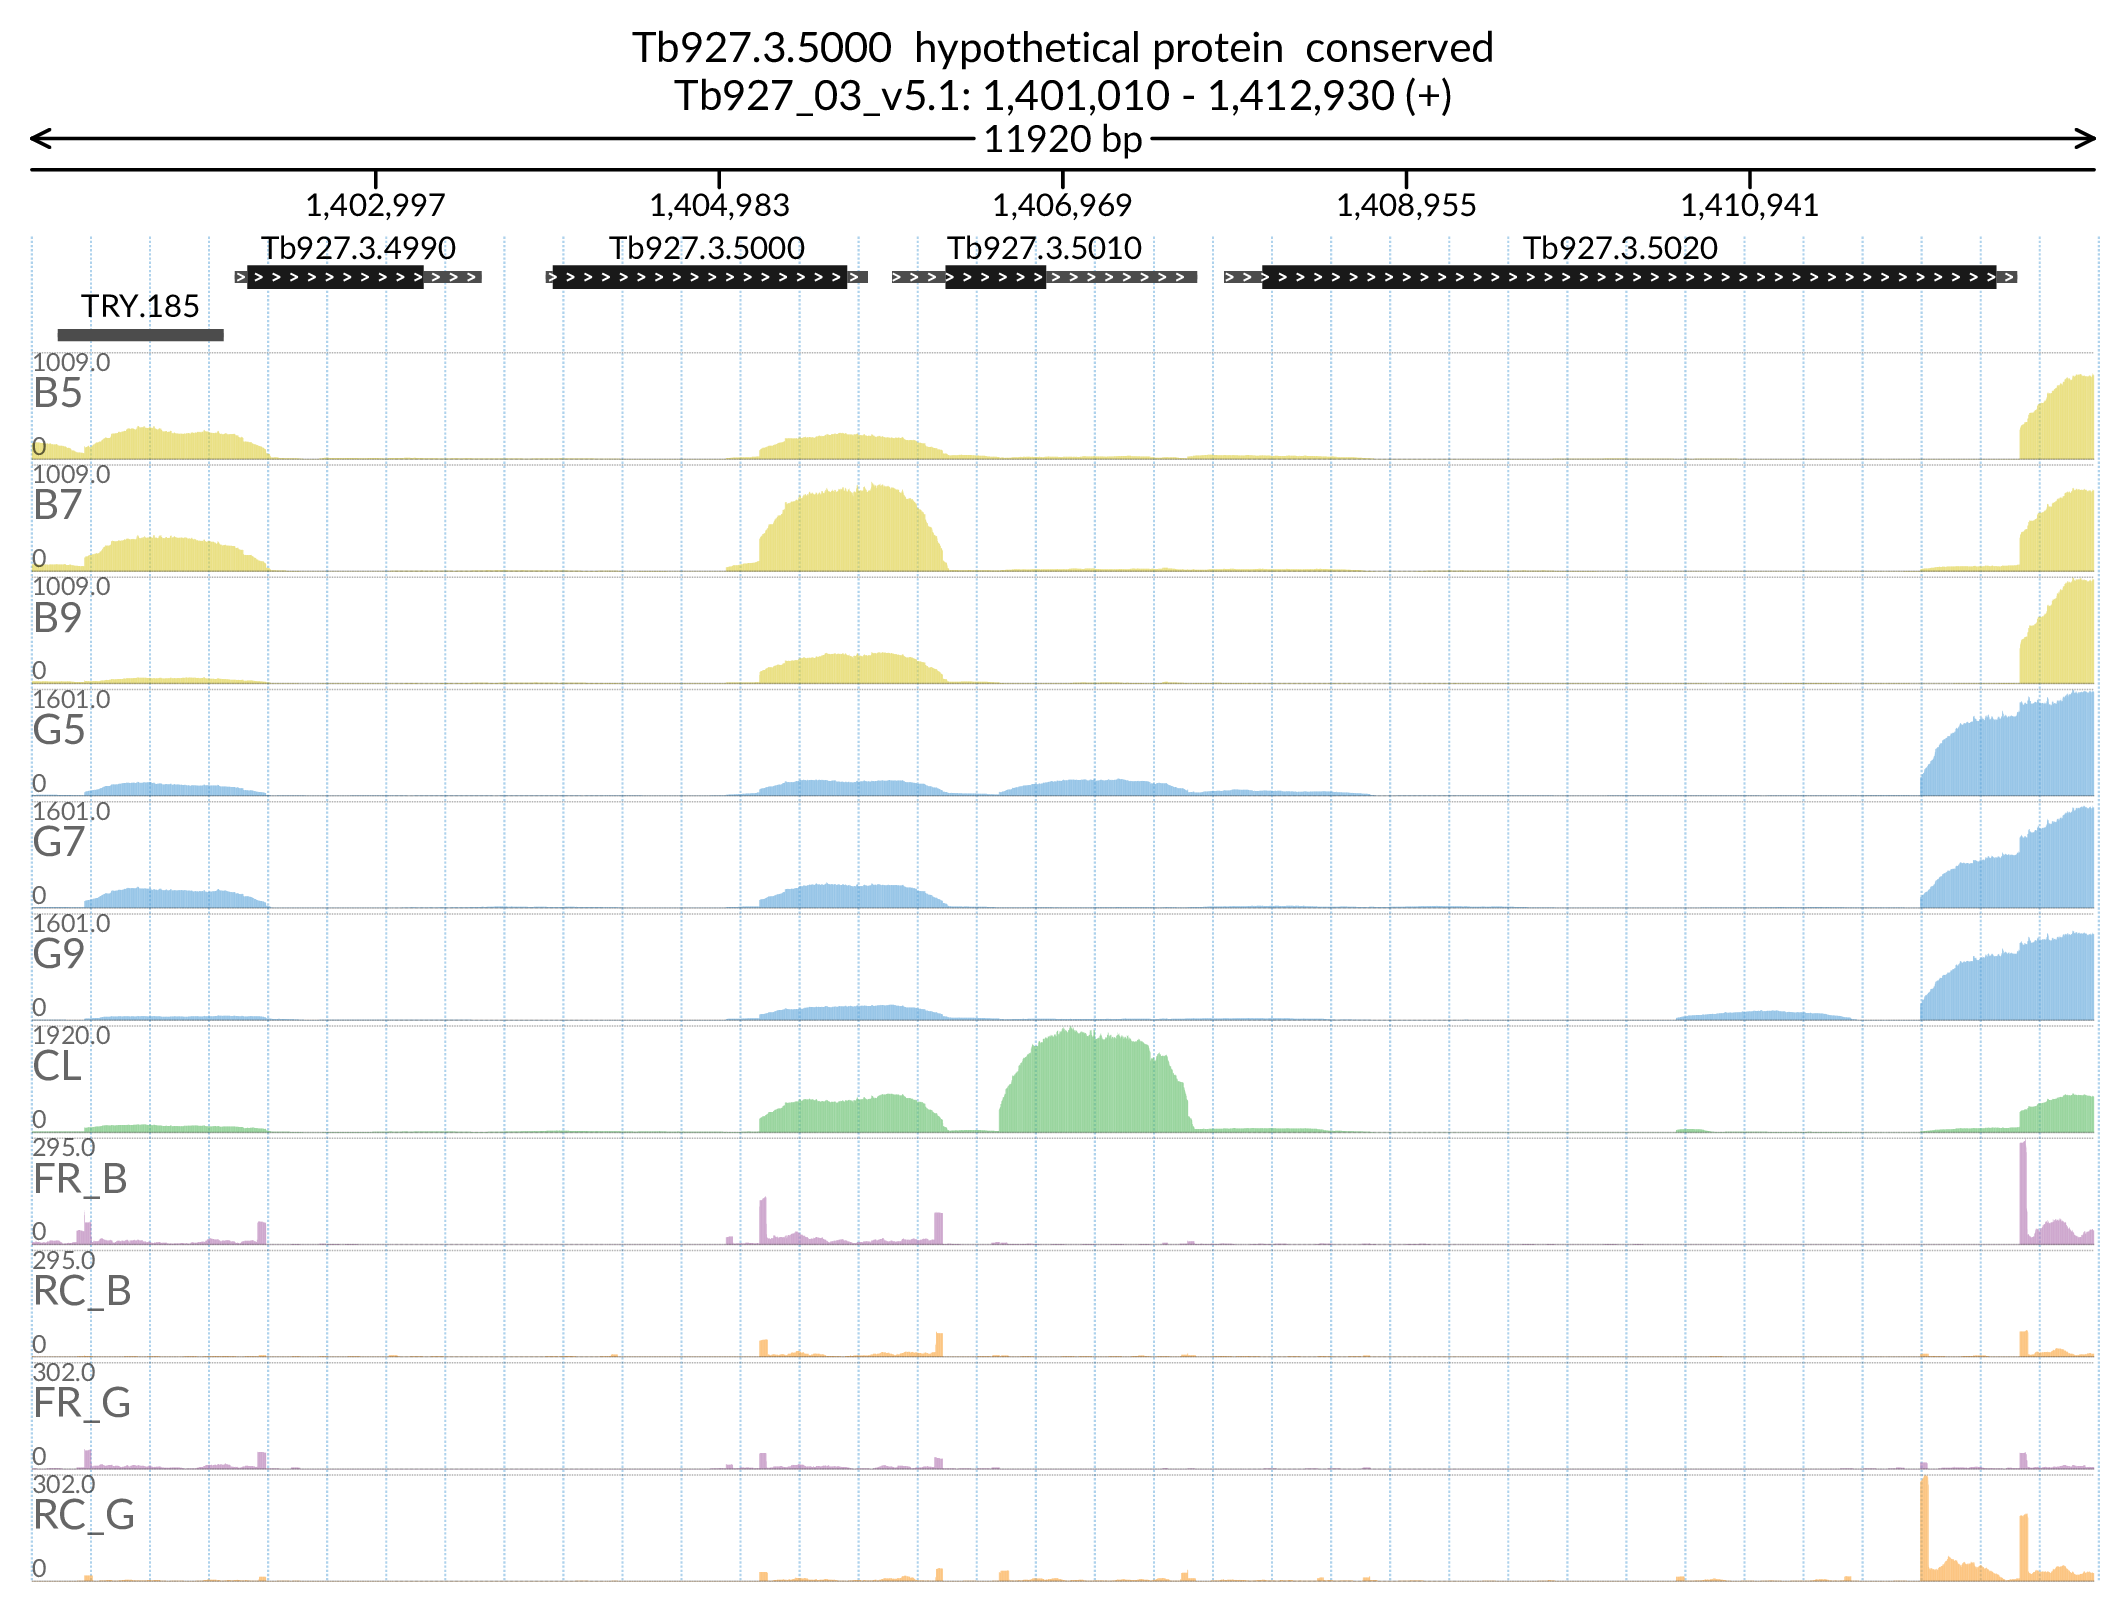 Tb927.3.5000 hypothetical protein conserved
Tb927_03_v5.1: 1,401,010 - 1,412,930 (+)
11920 bp
1,402,997 1,404,983 1,406,969 1,408,955 1,410,941
Tb927.3.4990 Tb927.3.5000 Tb927.3.5010 Tb927.3.5020
TRY.185
1009.0
B5
0
1009.0
B7
0
1009.0
B9
0
1601.0
G5
0
1601.0
G7
0
1601.0
G9
0
1920.0
CL
0
295.0
FR_B
0
295.0
RC_B
0
302.0
FR_G
0
302.0
RC_G
0